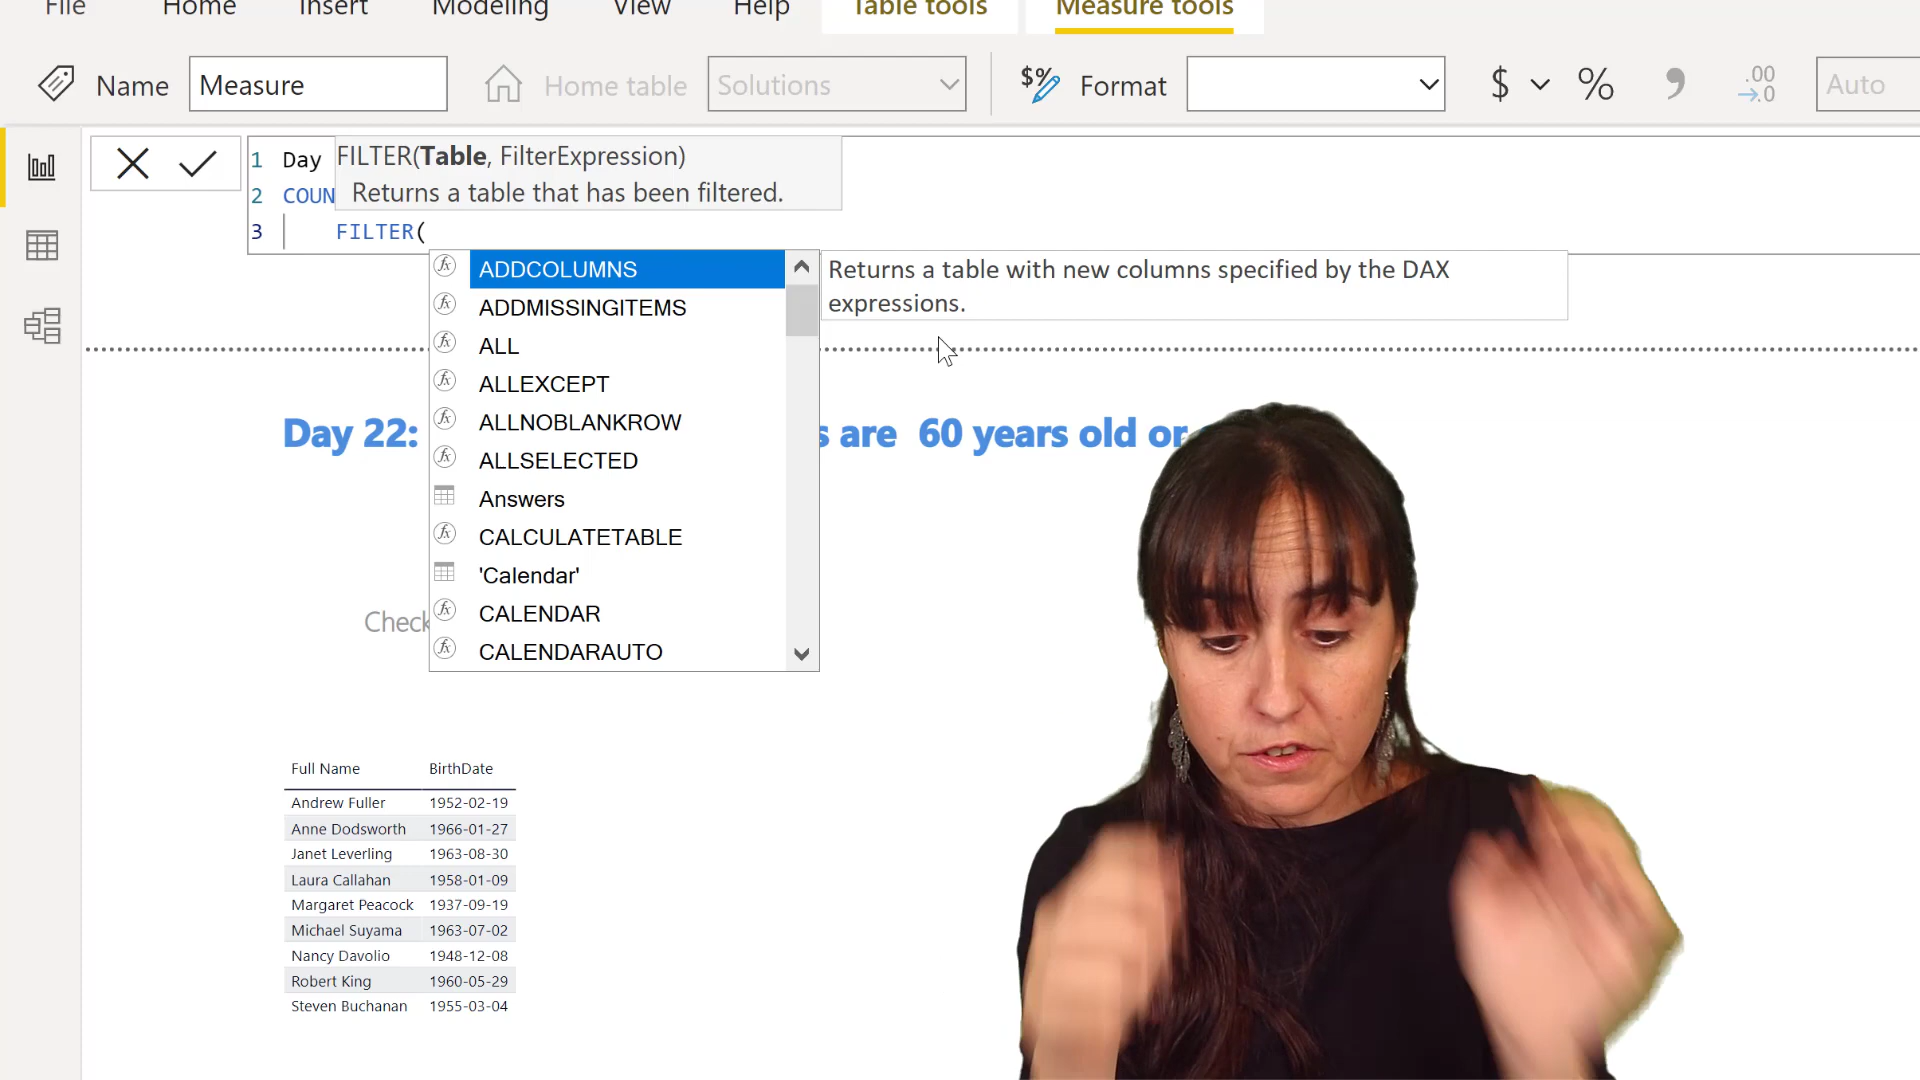 File Home Insert Modeling View Help Table tools Measure tools
Name Measure Home table Solutions Format $ % .00 .0 Auto
1 Day FILTER(Table, FilterExpression)
2 COUN Returns a table that has been filtered.
3 FILTER(
ADDCOLUMNS
Returns a table with new columns specified by the DAX
expressions.
ADDMISSINGITEMS
ALL
ALLEXCEPT
ALLNOBLANKROW
Day 22: s are 60 years old or
ALLSELECTED
Answers
CALCULATETABLE
'Calendar'
CALENDAR
Check
CALENDARAUTO
Full Name BirthDate
Andrew Fuller 1952-02-19
Anne Dodsworth 1966-01-27
Janet Leverling 1963-08-30
Laura Callahan 1958-01-09
Margaret Peacock 1937-09-19
Michael Suyama 1963-07-02
Nancy Davolio 1948-12-08
Robert King 1960-05-29
Steven Buchanan 1955-03-04